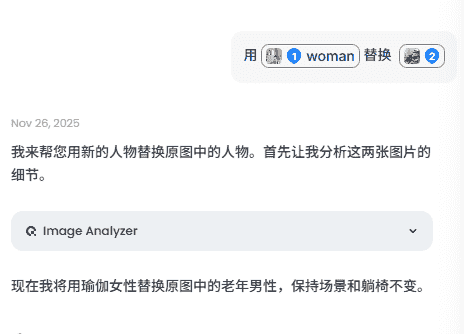 用 1 woman 替换 2
Nov 26, 2025
我来帮您用新的人物替换原图中的人物。首先让我分析这两张图片的
细节。
Image Analyzer
现在我将用瑜伽女性替换原图中的老年男性，保持场景和躺椅不变。